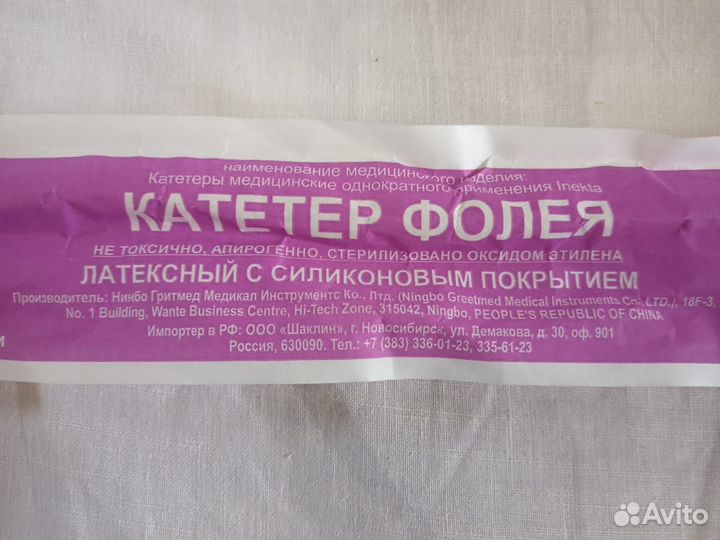 наименование медицинского изделия:
Катетеры медицинские однократного применения Inekta
КАТЕТЕР ФОЛЕЯ
НЕ ТОКСИЧНО, АПИРОГЕННО, СТЕРИЛИЗОВАНО ОКСИДОМ ЭТИЛЕНА
ЛАТЕКСНЫЙ С СИЛИКОНОВЫМ ПОКРЫТИЕМ
Производитель: Нинбо Гритмед Медикал Инструментс Ко., Лтд. (Ningbo Greetmed Medical Instruments Co., LTD.), 18F-3,
No. 1 Building, Wante Business Centre, Hi-Tech Zone, 315042, Ningbo, PEOPLE'S REPUBLIC OF CHINA
Импортер в РФ: ООО «Шаклин», г. Новосибирск, ул. Демакова, д. 30, оф. 901
Россия, 630090. Тел.: +7 (383) 336-01-23, 335-61-23
Avito